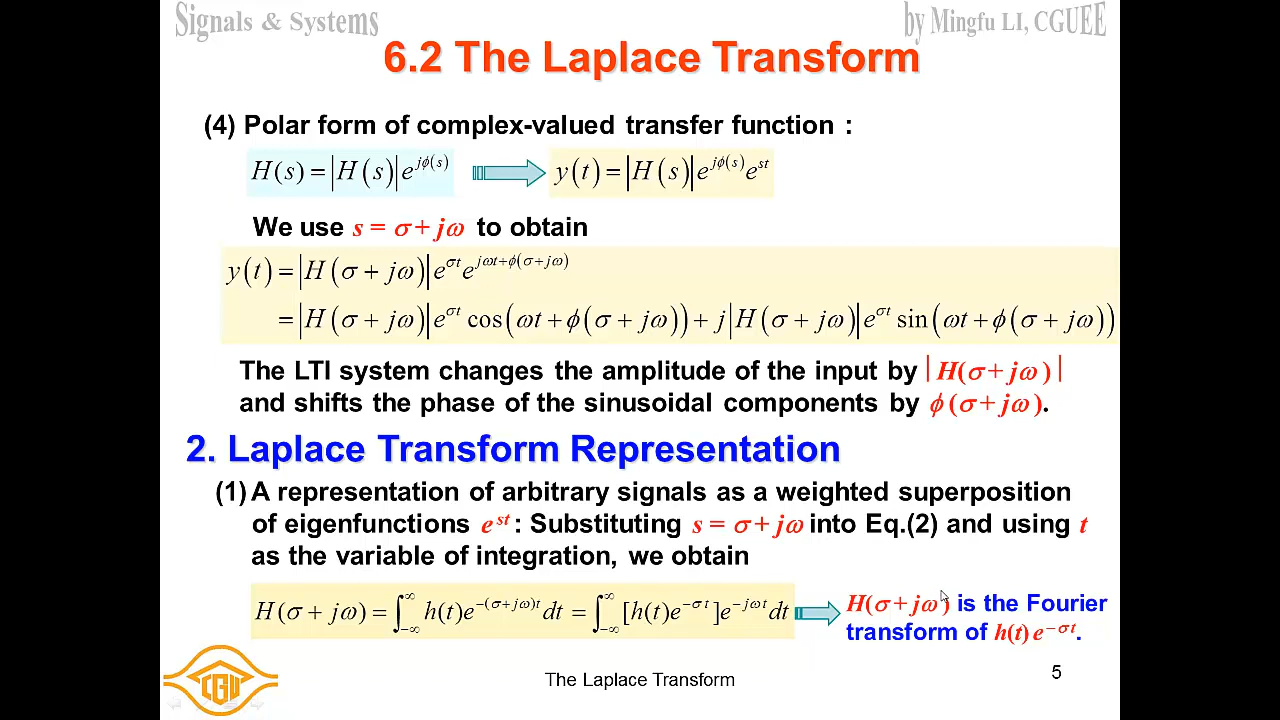 Signals & Systems
by Mingfu LI, CGUEE
6.2 The Laplace Transform
(4) Polar form of complex-valued transfer function :
H(s) = |H(s)| e^{jφ(s)} y(t) = |H(s)| e^{jφ(s)} e^{st}
We use s = σ + jω to obtain
y(t) = |H(σ + jω)| e^{σt} e^{jωt+φ(σ+jω)}
= |H(σ + jω)| e^{σt} cos(ωt + φ(σ + jω)) + j|H(σ + jω)| e^{σt} sin(ωt + φ(σ + jω))
The LTI system changes the amplitude of the input by |H(σ + jω)|
and shifts the phase of the sinusoidal components by φ(σ + jω).
2. Laplace Transform Representation
(1) A representation of arbitrary signals as a weighted superposition
of eigenfunctions e^{st} : Substituting s = σ + jω into Eq.(2) and using t
as the variable of integration, we obtain
H(σ + jω) = ∫_{-∞}^{∞} h(t)e^{-(σ+jω)t} dt = ∫_{-∞}^{∞} [h(t)e^{-σt}]e^{-jωt} dt
H(σ + jω) is the Fourier
transform of h(t) e^{-σt}.
CGU
The Laplace Transform
5